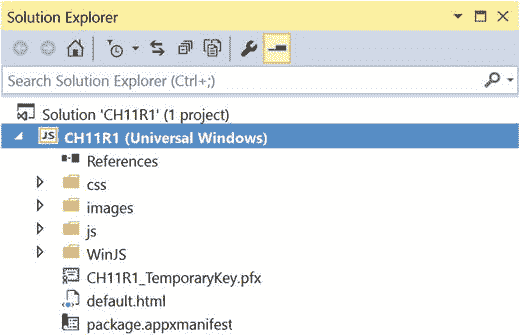 Solution Explorer
Search Solution Explorer (Ctrl+;)
Solution 'CH11R1' (1 project)
JS CH11R1 (Universal Windows)
References
css
images
js
WinJS
CH11R1_TemporaryKey.pfx
default.html
package.appxmanifest